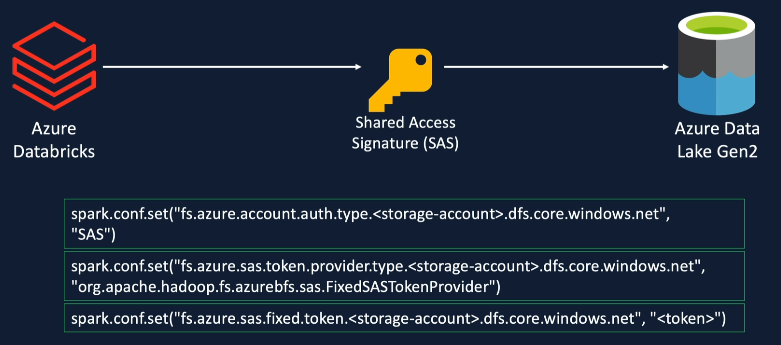 Azure
Databricks
Shared Access
Signature (SAS)
Azure Data
Lake Gen2
spark.conf.set("fs.azure.account.auth.type.<storage-account>.dfs.core.windows.net",
"SAS")
spark.conf.set("fs.azure.sas.token.provider.type.<storage-account>.dfs.core.windows.net",
"org.apache.hadoop.fs.azurebfs.sas.FixedSASTokenProvider")
spark.conf.set("fs.azure.sas.fixed.token.<storage-account>.dfs.core.windows.net", "<token>")